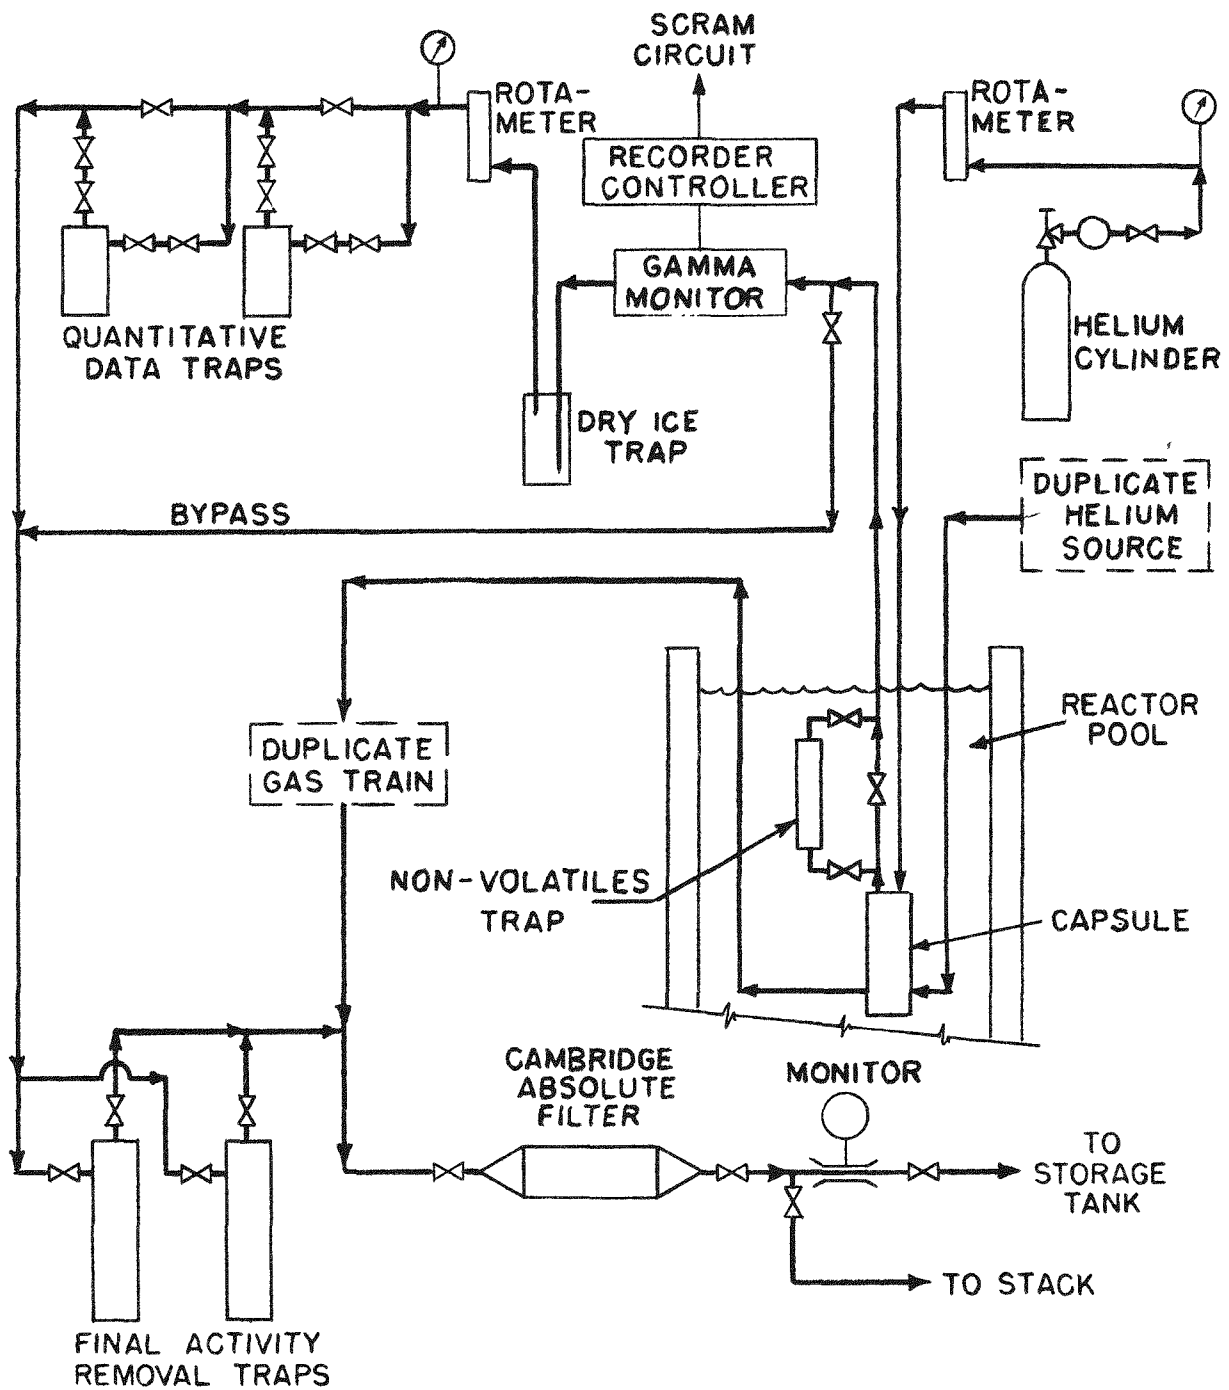 SCRAM
CIRCUIT
ROTA-
METER
ROTA-
METER
RECORDER
CONTROLLER
GAMMA
MONITOR
QUANTITATIVE
DATA TRAPS
HELIUM
CYLINDER
DRY ICE
TRAP
BYPASS
DUPLICATE
HELIUM
SOURCE
REACTOR
POOL
DUPLICATE
GAS TRAIN
NON-VOLATILES
TRAP
CAPSULE
CAMBRIDGE
ABSOLUTE
FILTER
MONITOR
TO
STORAGE
TANK
TO STACK
FINAL ACTIVITY
REMOVAL TRAPS